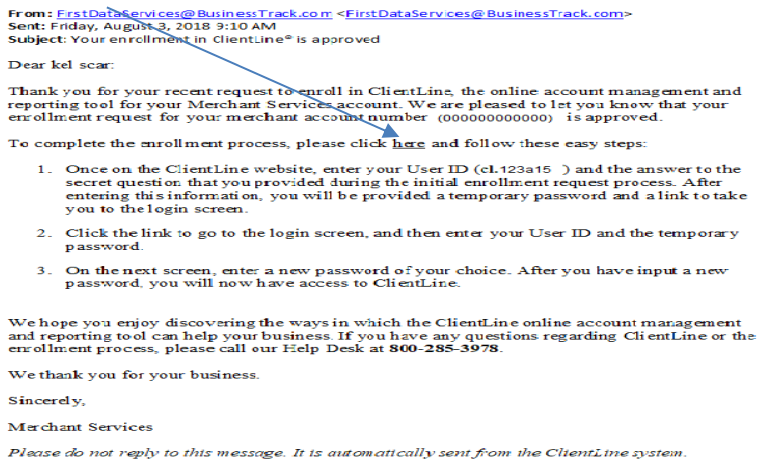 From: FirstDataServices@BusinessTrack.com <FirstDataServices@BusinessTrack.com>
Sent: Friday, August 3, 2018 9:10 AM
Subject: Your enrollment in ClientLine® is approved
Dear kel scar:
Thank you for your recent request to enroll in ClientLine, the online account management and
reporting tool for your Merchant Services account. We are pleased to let you know that your
enrollment request for your merchant account number (000000000000) is approved.
To complete the enrollment process, please click here and follow these easy steps:
1. Once on the ClientLine website, enter your User ID (cl.123a15 ) and the answer to the
secret question that you provided during the initial enrollment request process. After
entering this information, you will be provided a temporary password and a link to take
you to the login screen.
2. Click the link to go to the login screen, and then enter your User ID and the temporary
password.
3. On the next screen, enter a new password of your choice. After you have input a new
password, you will now have access to ClientLine.
We hope you enjoy discovering the ways in which the ClientLine online account management
and reporting tool can help your business. If you have any questions regarding ClientLine or the
enrollment process, please call our Help Desk at 800-285-3978.
We thank you for your business.
Sincerely,
Merchant Services
Please do not reply to this message. It is automatically sent from the ClientLine system.